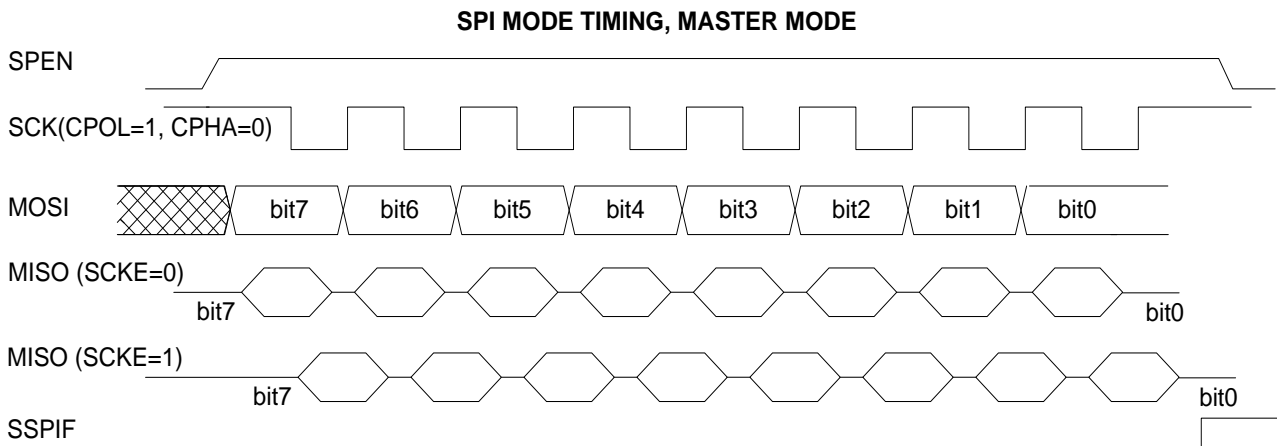 SPI MODE TIMING, MASTER MODE
SPEN
SCK(CPOL=1, CPHA=0)
MOSI bit7 bit6 bit5 bit4 bit3 bit2 bit1 bit0
MISO (SCKE=0)
bit7 bit0
MISO (SCKE=1)
bit7 bit0
SSPIF